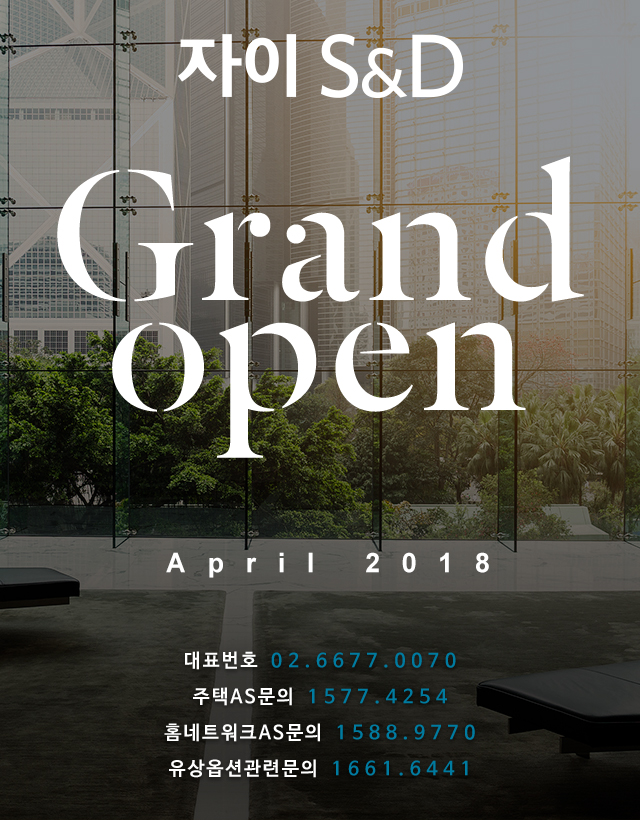 자이 S&D
Grand
open
April 2018
대표번호 02.6677.0070
주택AS문의 1577.4254
홈네트워크AS문의 1588.9770
유상옵션관련문의 1661.6441